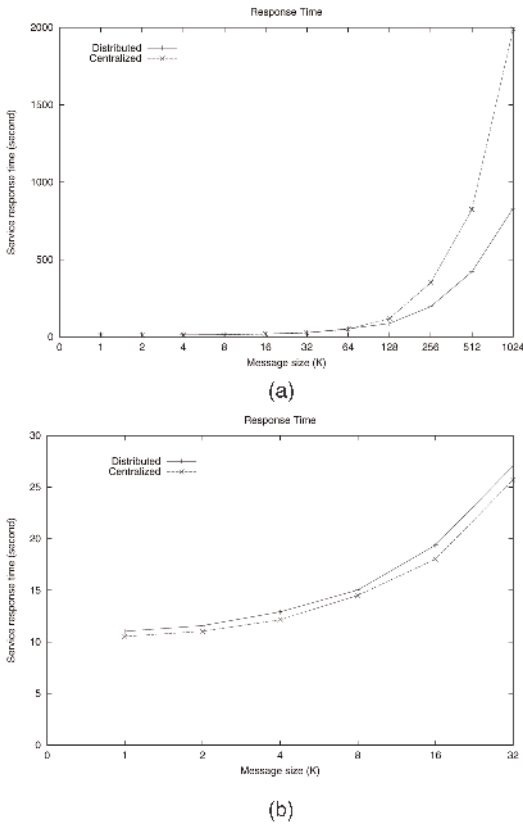 Response Time
2000
1500
1000
500
0
Service response time (second)
Distributed
Centralized
0 1 2 4 8 16 32 64 128 256 512 1024
Message size (K)
(a)
Response Time
30
25
20
15
10
5
0
Service response time (second)
Distributed
Centralized
0 1 2 4 8 16 32
Message size (K)
(b)